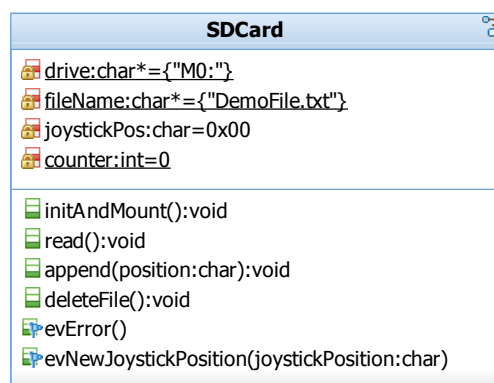 SDCard
drive:char*={"M0:"}
fileName:char*={"DemoFile.txt"}
joystickPos:char=0x00
counter:int=0
initAndMount():void
read():void
append(position:char):void
deleteFile():void
evError()
evNewJoystickPosition(joystickPosition:char)